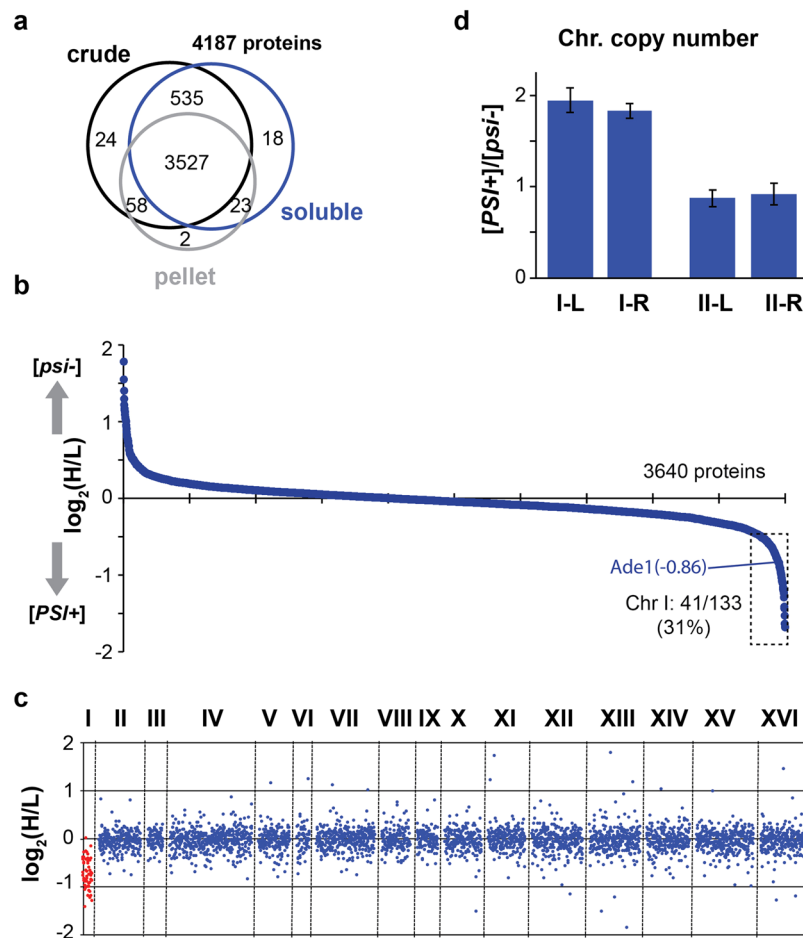 a
4187 proteins
crude
535
24
18
3527
58
23
soluble
2
pellet
d
Chr. copy number
[PSI+]/[psi-]
2
1
0
I-L
I-R
II-L
II-R
b
[psi-]
[PSI+]
log2(H/L)
2
1
0
-1
-2
3640 proteins
Ade1(-0.86)
Chr I: 41/133
(31%)
c
I II III IV V VI VII VIII IX X XI XII XIII XIV XV XVI
log2(H/L)
2
1
0
-1
-2